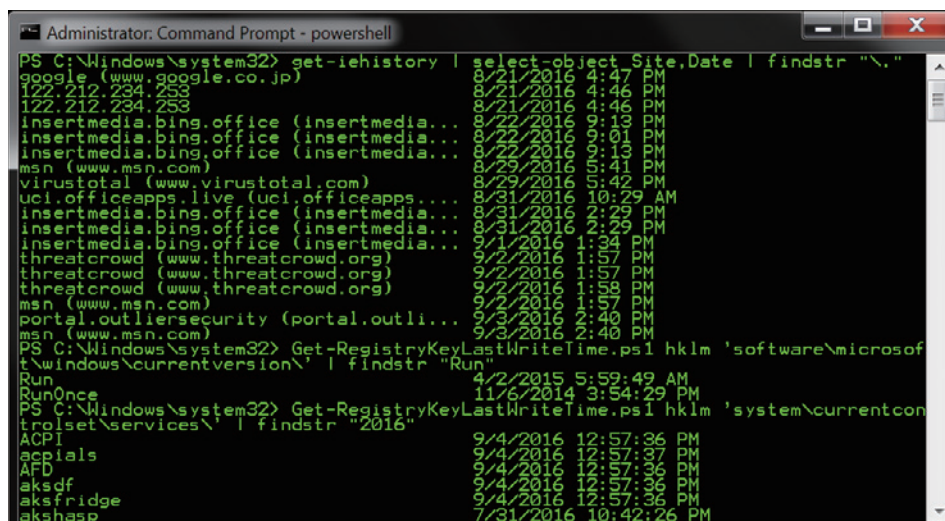 Administrator: Command Prompt - powershell
PS C:\Windows\system32> get-iehistory | select-object Site,Date | findstr "\."
google (www.google.co.jp) 8/21/2016 4:47 PM
122.212.234.253 8/21/2016 4:46 PM
122.212.234.253 8/21/2016 4:46 PM
insertmedia.bing.office (insertmedia... 8/22/2016 9:13 PM
insertmedia.bing.office (insertmedia... 8/22/2016 9:01 PM
insertmedia.bing.office (insertmedia... 8/22/2016 9:13 PM
msn (www.msn.com) 8/29/2016 5:41 PM
virustotal (www.virustotal.com) 8/29/2016 5:42 PM
uci.officeapps.live (uci.officeapps.... 8/31/2016 10:29 AM
insertmedia.bing.office (insertmedia... 8/31/2016 2:29 PM
insertmedia.bing.office (insertmedia... 8/31/2016 2:29 PM
insertmedia.bing.office (insertmedia... 9/1/2016 1:34 PM
threatcrowd (www.threatcrowd.org) 9/2/2016 1:57 PM
threatcrowd (www.threatcrowd.org) 9/2/2016 1:57 PM
threatcrowd (www.threatcrowd.org) 9/2/2016 1:58 PM
msn (www.msn.com) 9/2/2016 1:57 PM
portal.outliersecurity (portal.outli... 9/3/2016 2:40 PM
msn (www.msn.com) 9/3/2016 2:40 PM
PS C:\Windows\system32> Get-RegistryKeyLastWriteTime.ps1 hklm 'software\microsof
t\windows\currentversion\' | findstr "Run"
Run 4/2/2015 5:59:49 AM
RunOnce 11/6/2014 3:54:29 PM
PS C:\Windows\system32> Get-RegistryKeyLastWriteTime.ps1 hklm 'system\currentcon
trolset\services\' | findstr "2016"
ACPI 9/4/2016 12:57:36 PM
acpials 9/4/2016 12:57:37 PM
AFD 9/4/2016 12:57:36 PM
aksdf 9/4/2016 12:57:36 PM
aksfridge 9/4/2016 12:57:36 PM
akshasp 7/31/2016 10:42:26 PM